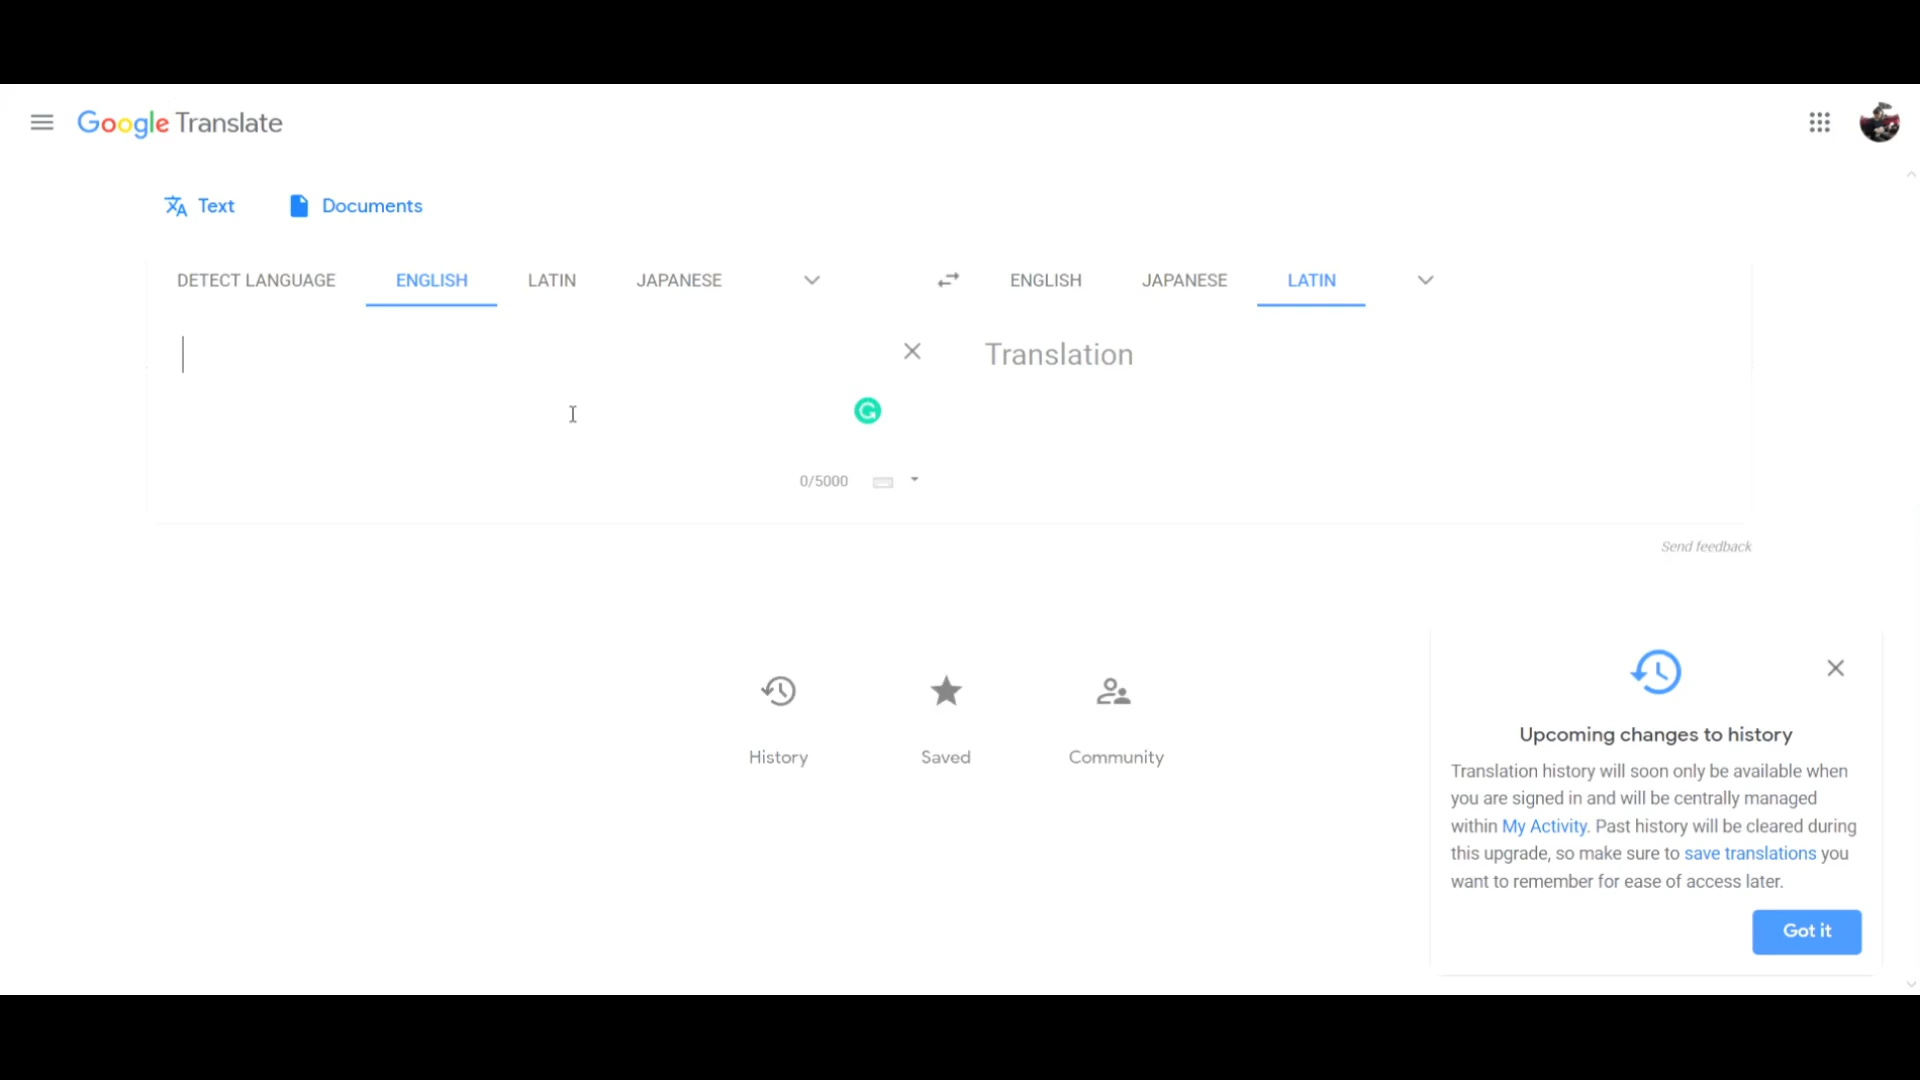 Google Translate
Text Documents
DETECT LANGUAGE ENGLISH LATIN JAPANESE ENGLISH JAPANESE LATIN
Translation
0/5000
Send feedback
History Saved Community
Upcoming changes to history
Translation history will soon only be available when
you are signed in and will be centrally managed
within My Activity. Past history will be cleared during
this upgrade, so make sure to save translations you
want to remember for ease of access later.
Got it